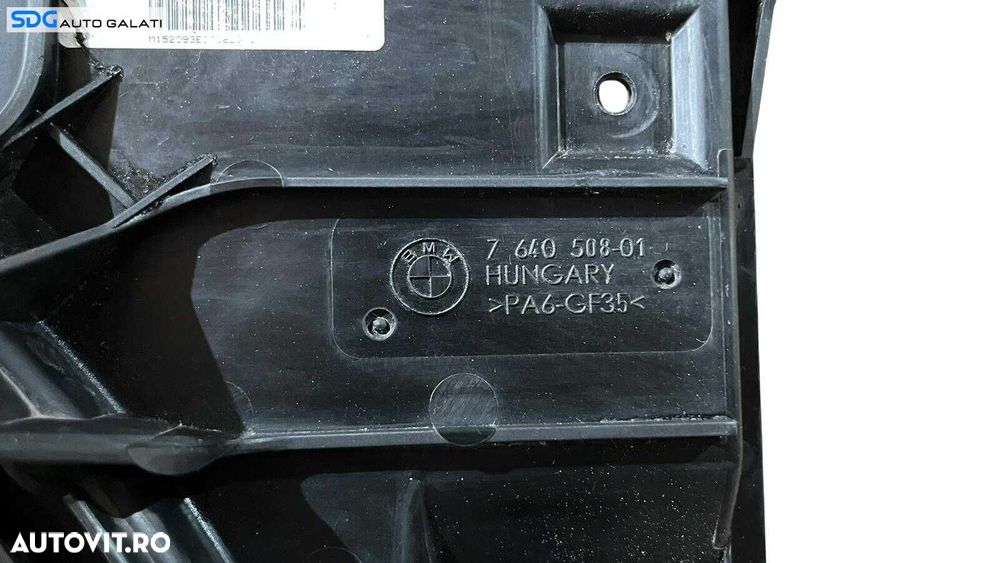 SDG AUTO GALATI
BMW
7 640 508-01
HUNGARY
>PA6-GF35<
AUTOVIT.RO